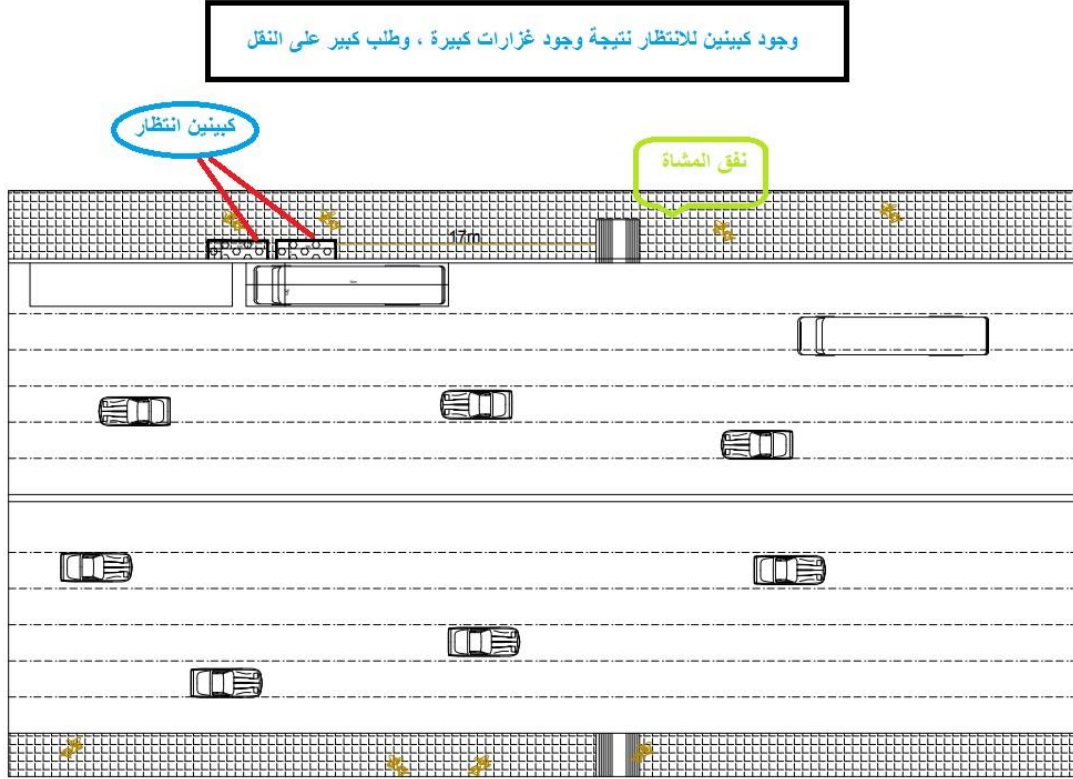 وجود كبينين للانتظار نتيجة وجود غزارات كبيرة ، وطلب كبير على النقل
كبينين انتظار
نفق المشاة
17m